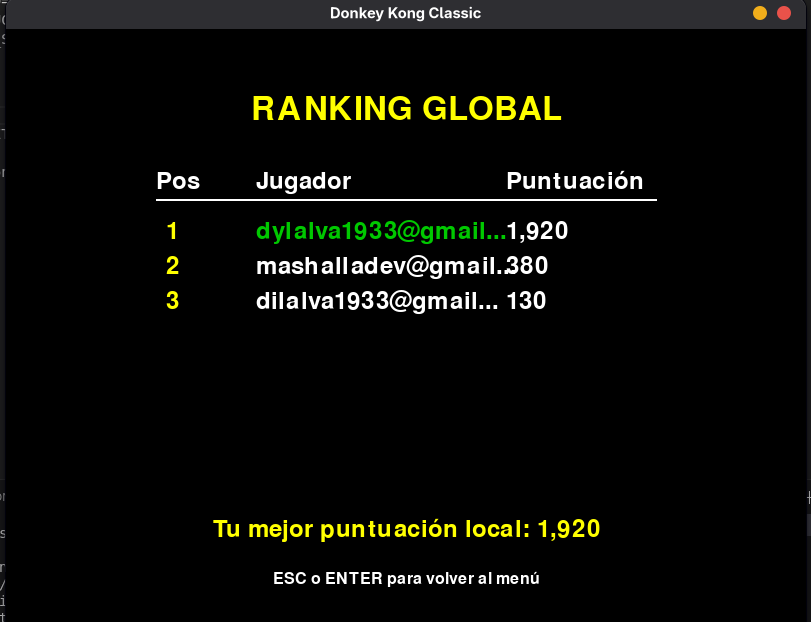 Donkey Kong Classic
RANKING GLOBAL
Pos Jugador Puntuación
1 dylalva1933@gmail... 1,920
2 mashalladev@gmail.. 380
3 dilalva1933@gmail... 130
Tu mejor puntuación local: 1,920
ESC o ENTER para volver al menú